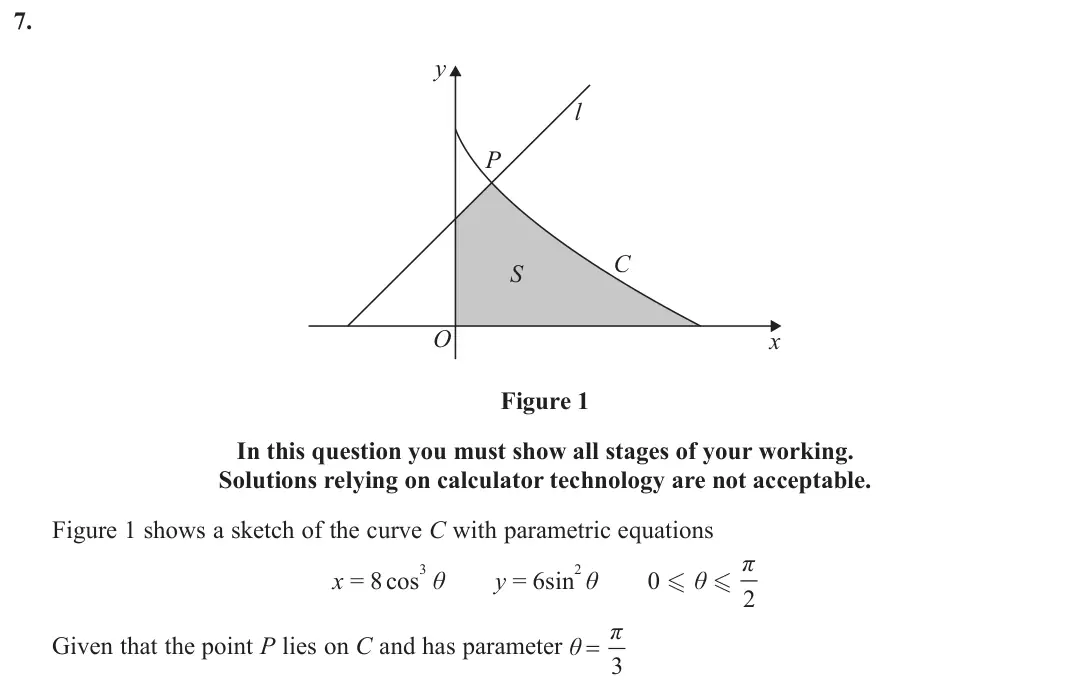 7.
y
l
P
C
S
O
x
Figure 1
In this question you must show all stages of your working.
Solutions relying on calculator technology are not acceptable.
Figure 1 shows a sketch of the curve C with parametric equations
x = 8 cos³ θ y = 6sin² θ 0 ⩽ θ ⩽ π/2
Given that the point P lies on C and has parameter θ = π/3